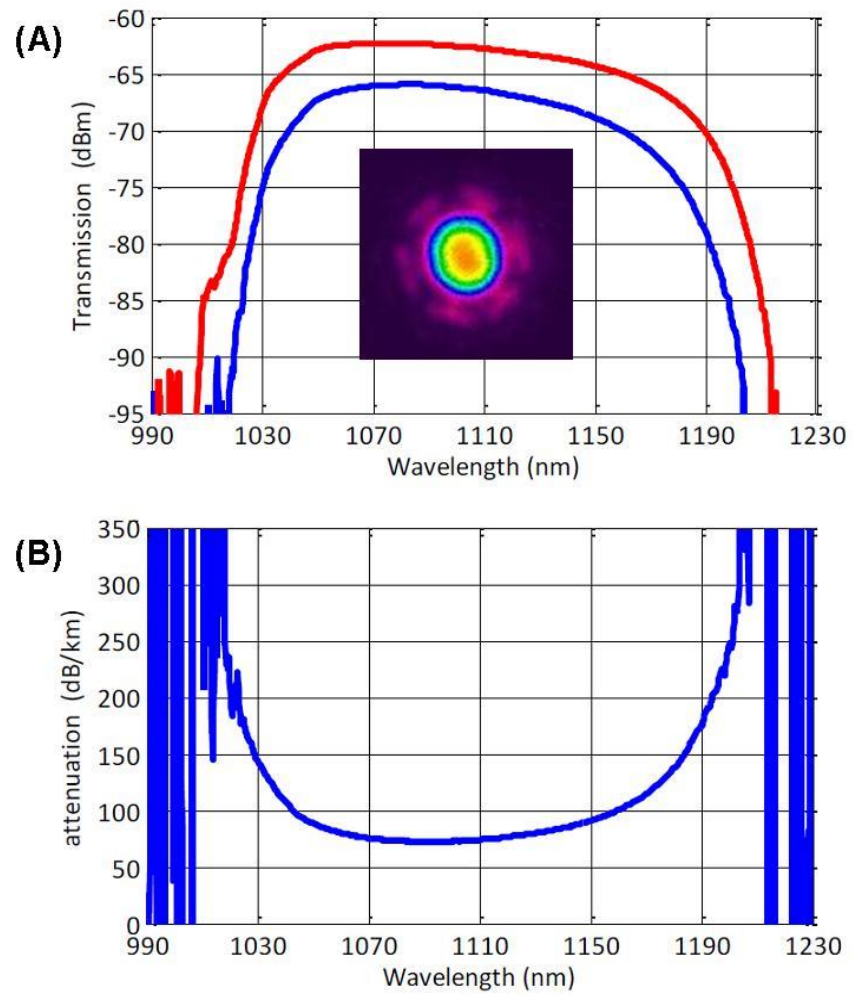 (A)
-60
-65
-70
-75
-80
-85
-90
-95
Transmission (dBm)
990 1030 1070 1110 1150 1190 1230
Wavelength (nm)
(B)
350
300
250
200
150
100
50
0
attenuation (dB/km)
990 1030 1070 1110 1150 1190 1230
Wavelength (nm)